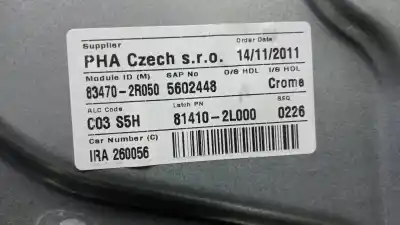 Supplier Order Date
PHA Czech s.r.o. 14/11/2011
Module ID (M) SAP No O/S HDL I/S HDL
83470-2R050 5602448 Crome
ALC Code Latch PN SEQ
C03 S5H 81410-2L000 0226
Car Number (C)
IRA 260056